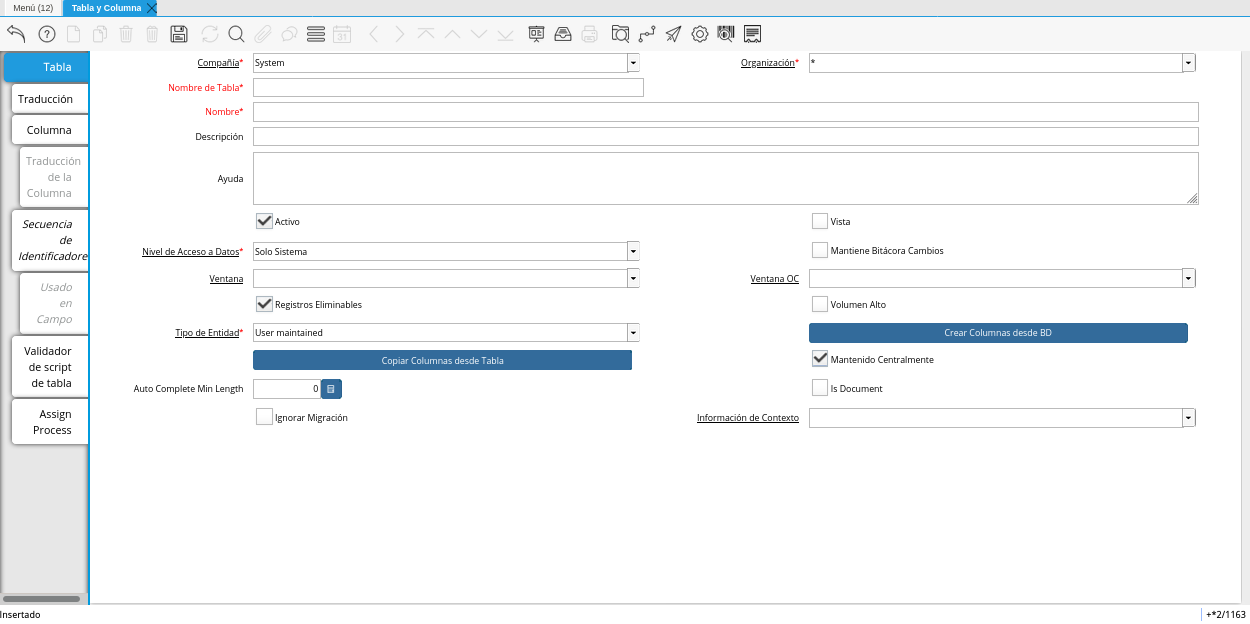 Menú (12)
Tabla y Columna
31
Tabla
Traducción
Columna
Traducción
de la
Columna
Secuencia
de
Identificadore
Usado
en
Campo
Validador
de script
de tabla
Assign
Process
Compañía* System
Organización* *
Nombre de Tabla*
Nombre*
Descripción
Ayuda
Activo
Vista
Nivel de Acceso a Datos* Solo Sistema
Mantiene Bitácora Cambios
Ventana
Ventana OC
Registros Eliminables
Volumen Alto
Tipo de Entidad* User maintained
Crear Columnas desde BD
Copiar Columnas desde Tabla
Mantenido Centralmente
Auto Complete Min Length 0
Is Document
Ignorar Migración
Información de Contexto
Insertado
+*2/1163